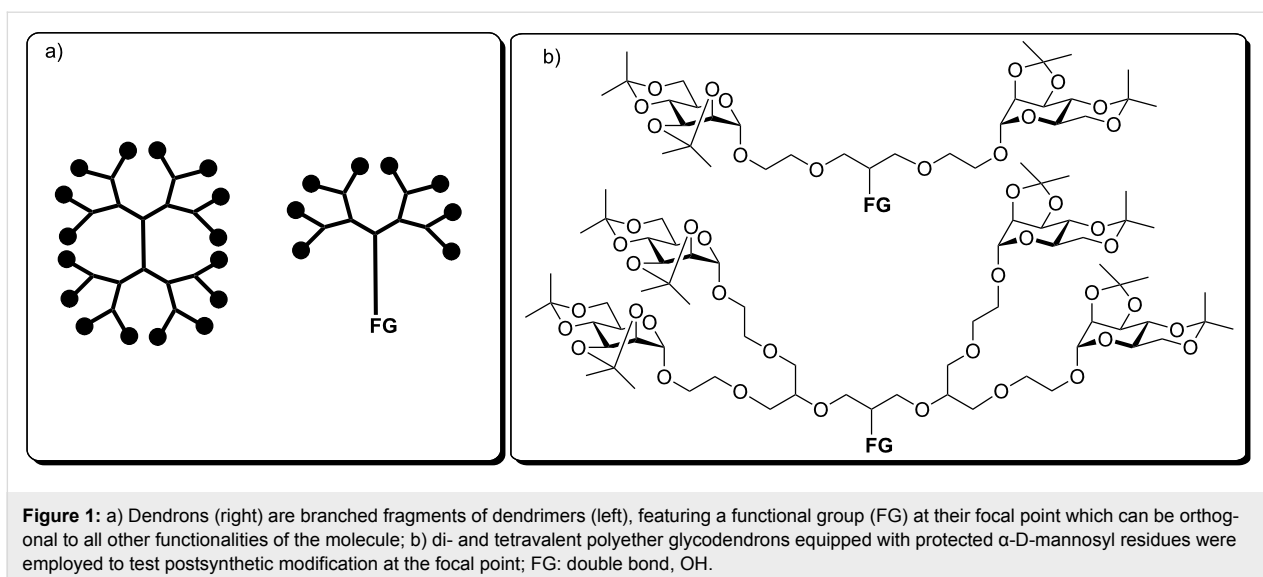 a)
FG
b)
O O O O O O O O
O O O O O O
FG
O O O O O O O O O O
O O O O O O O O O O
O O O O O O O O
FG
Figure 1: a) Dendrons (right) are branched fragments of dendrimers (left), featuring a functional group (FG) at their focal point which can be orthog-
onal to all other functionalities of the molecule; b) di- and tetravalent polyether glycodendrons equipped with protected α-D-mannosyl residues were
employed to test postsynthetic modification at the focal point; FG: double bond, OH.